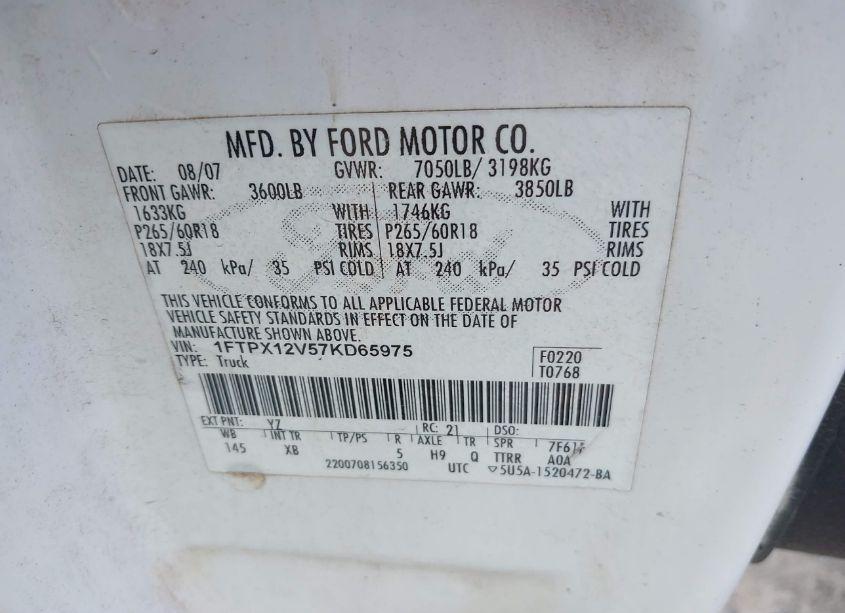 MFD. BY FORD MOTOR CO.
DATE: 08/07 GVWR: 7050LB/ 3198KG
FRONT GAWR: 3600LB REAR GAWR: 3850LB
1633KG WITH 1746KG WITH
P265/60R18 TIRES P265/60R18 TIRES
18X7.5J RIMS 18X7.5J RIMS
AT 240 kPa/ 35 PSI COLD AT 240 kPa/ 35 PSI COLD
THIS VEHICLE CONFORMS TO ALL APPLICABLE FEDERAL MOTOR
VEHICLE SAFETY STANDARDS IN EFFECT ON THE DATE OF
MANUFACTURE SHOWN ABOVE.
VIN: 1FTPX12V57KD65975
TYPE: Truck
F0220
T0768
EXT PNT: YZ RC: 21 DSO:
WB INT TR TP/PS R AXLE TR SPR
145 XB 5 H9 Q TTRR A0A
2200708156350 UTC ▽5U5A-1520472-BA